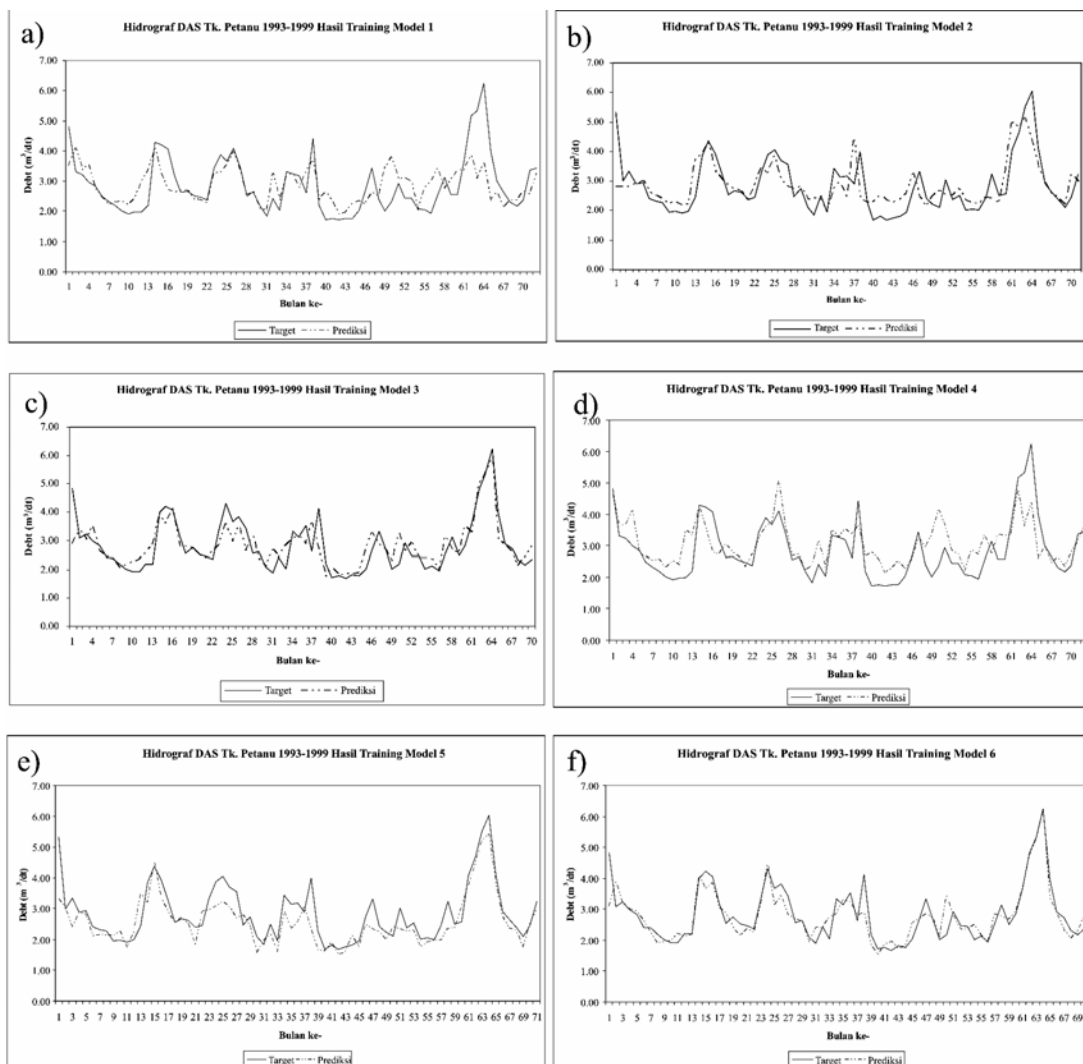 a)
Hidrograf DAS Tk. Petanu 1993-1999 Hasil Training Model 1
Debt (m³/dt)
7.00
6.00
5.00
4.00
3.00
2.00
1.00
0.00
1 4 7 10 13 16 19 22 25 28 31 34 37 40 43 46 49 52 55 58 61 64 67 70
Bulan ke-
Target Prediksi
b)
Hidrograf DAS Tk. Petanu 1993-1999 Hasil Training Model 2
Debt (m³/dt)
7.00
6.00
5.00
4.00
3.00
2.00
1.00
0.00
1 4 7 10 13 16 19 22 25 28 31 34 37 40 43 46 49 52 55 58 61 64 67 70
Bulan ke-
Target Prediksi
c)
Hidrograf DAS Tk. Petanu 1993-1999 Hasil Training Model 3
Debt (m³/dt)
7.00
6.00
5.00
4.00
3.00
2.00
1.00
0.00
1 4 7 10 13 16 19 22 25 28 31 34 37 40 43 46 49 52 55 58 61 64 67 70
Bulan ke-
Target Prediksi
d)
Hidrograf DAS Tk. Petanu 1993-1999 Hasil Training Model 4
Debt (m³/dt)
7.00
6.00
5.00
4.00
3.00
2.00
1.00
0.00
1 4 7 10 13 16 19 22 25 28 31 34 37 40 43 46 49 52 55 58 61 64 67 70
Bulan ke-
Target Prediksi
e)
Hidrograf DAS Tk. Petanu 1993-1999 Hasil Training Model 5
Debt (m³/dt)
7.00
6.00
5.00
4.00
3.00
2.00
1.00
0.00
1 3 5 7 9 11 13 15 17 19 21 23 25 27 29 31 33 35 37 39 41 43 45 47 49 51 53 55 57 59 61 63 65 67 69 71
Bulan ke-
Target Prediksi
f)
Hidrograf DAS Tk. Petanu 1993-1999 Hasil Training Model 6
Debt (m³/dt)
7.00
6.00
5.00
4.00
3.00
2.00
1.00
0.00
1 3 5 7 9 11 13 15 17 19 21 23 25 27 29 31 33 35 37 39 41 43 45 47 49 51 53 55 57 59 61 63 65 67 69
Bulan ke-
Target Prediksi